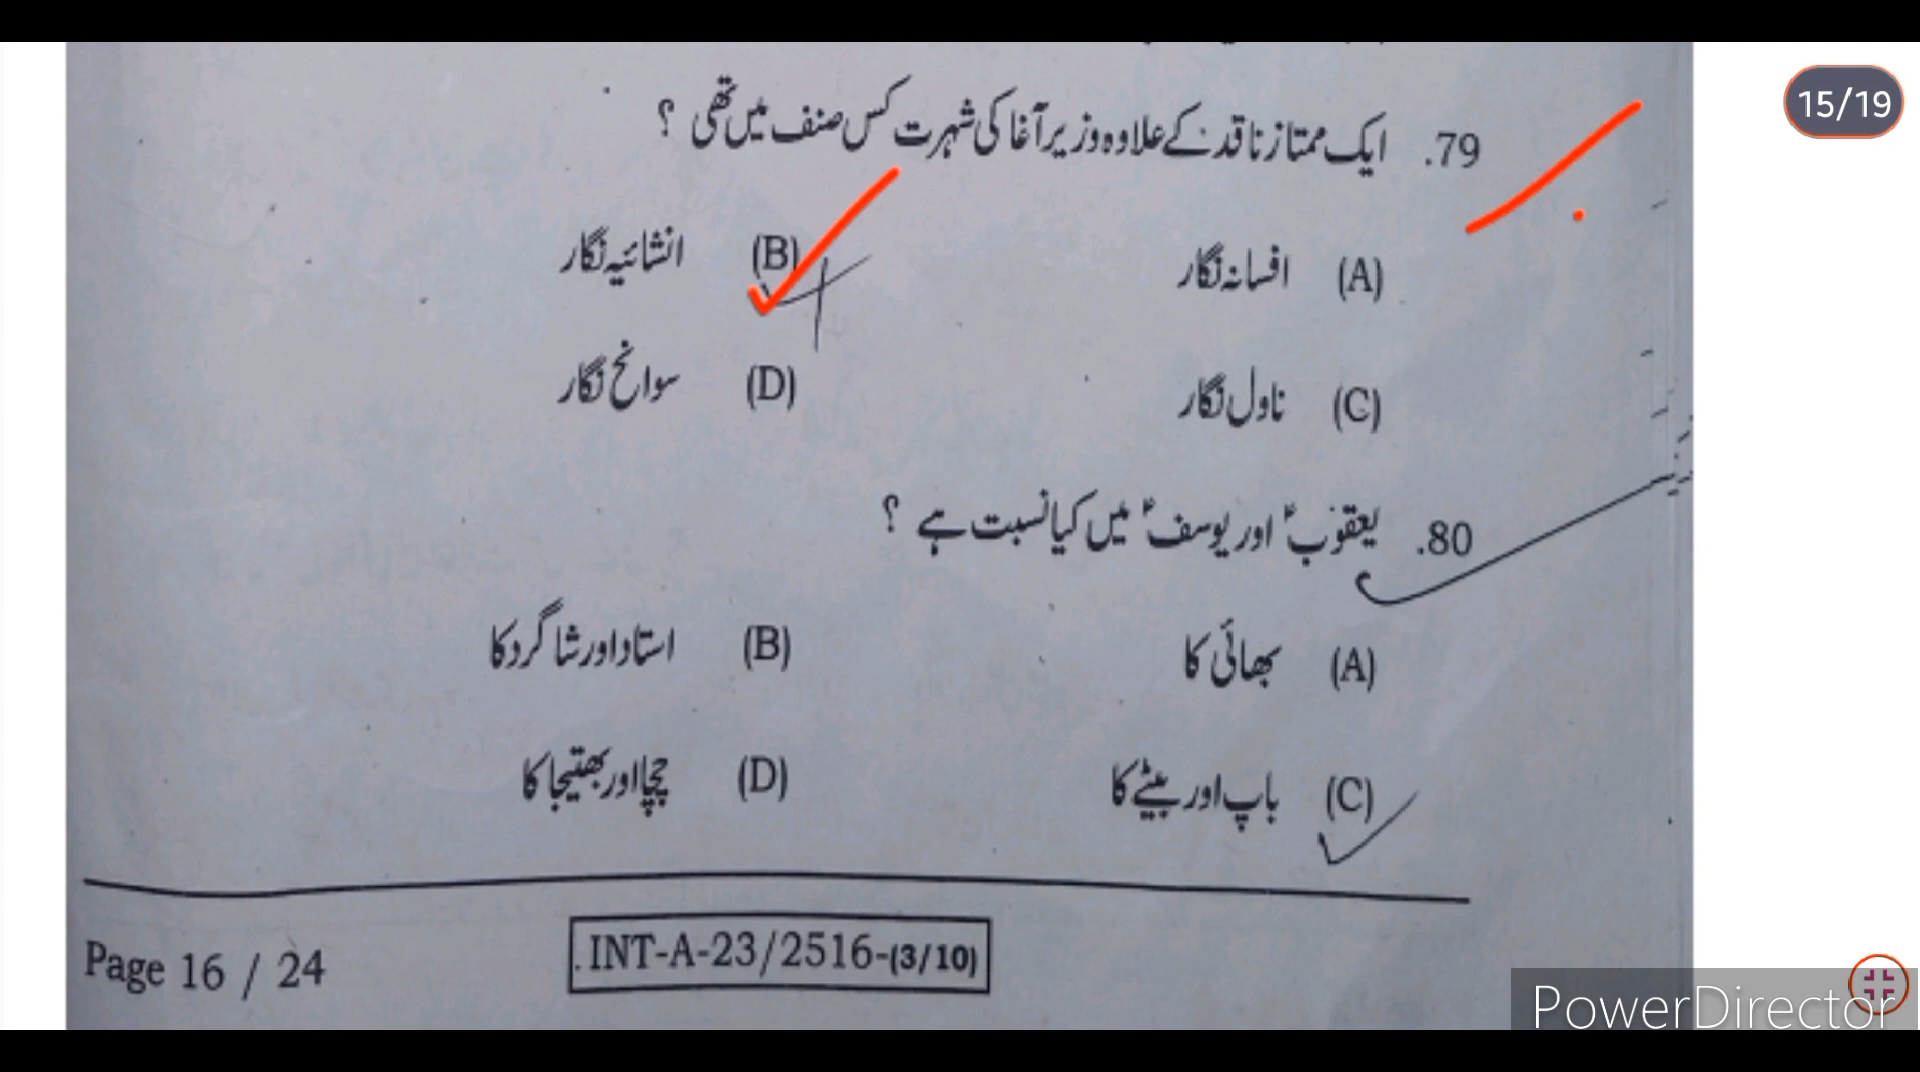 15/19
79. ایک ممتاز ناقد کے علاوہ وزیر آغا کی شہرت کس صنف میں تھی ؟
(A) افسانہ نگار (B) انشائیہ نگار
(C) ناول نگار (D) سوانح نگار
80. یعقوبؑ اور یوسفؑ میں کیا نسبت ہے ؟
(A) بھائی کا (B) استاد اور شاگرد کا
(C) باپ اور بیٹے کا (D) چچا اور بھتیجا کا
Page 16 / 24 INT-A-23/2516-(3/10)
PowerDirector